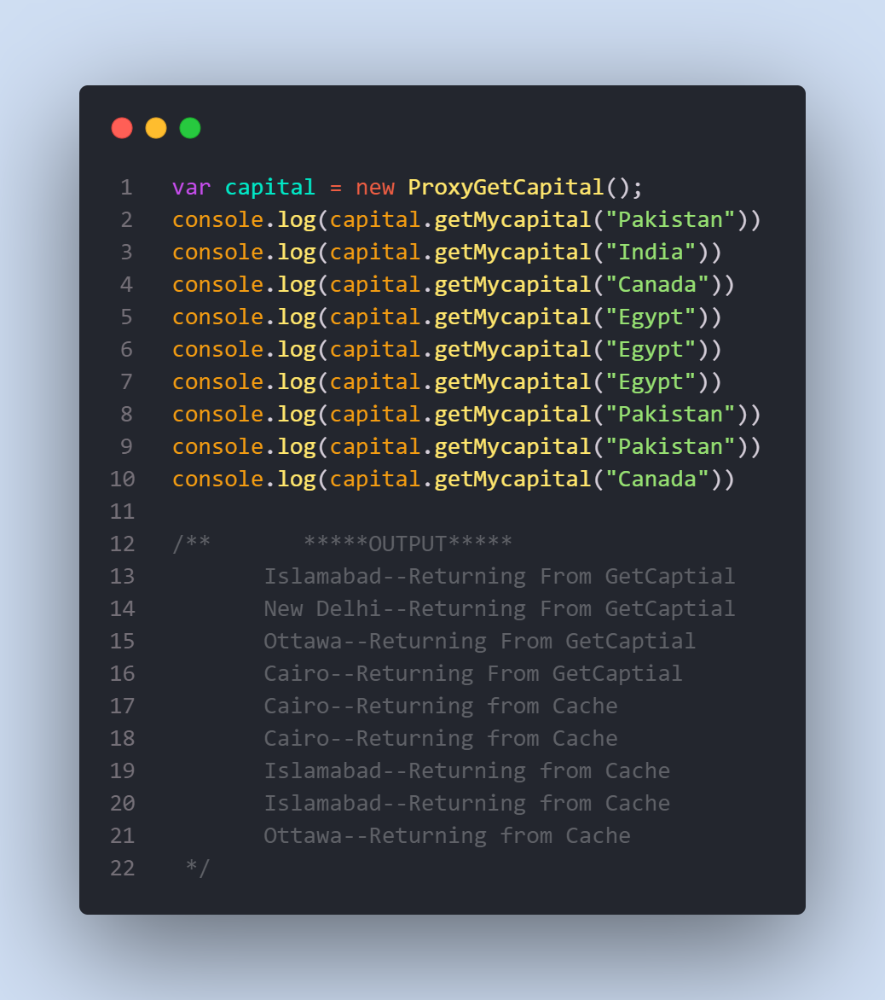 1 var capital = new ProxyGetCapital();
2 console.log(capital.getMycapital("Pakistan"))
3 console.log(capital.getMycapital("India"))
4 console.log(capital.getMycapital("Canada"))
5 console.log(capital.getMycapital("Egypt"))
6 console.log(capital.getMycapital("Egypt"))
7 console.log(capital.getMycapital("Egypt"))
8 console.log(capital.getMycapital("Pakistan"))
9 console.log(capital.getMycapital("Pakistan"))
10 console.log(capital.getMycapital("Canada"))
11
12 /**       *****OUTPUT*****
13        Islamabad--Returning From GetCaptial
14        New Delhi--Returning From GetCaptial
15        Ottawa--Returning From GetCaptial
16        Cairo--Returning From GetCaptial
17        Cairo--Returning from Cache
18        Cairo--Returning from Cache
19        Islamabad--Returning from Cache
20        Islamabad--Returning from Cache
21        Ottawa--Returning from Cache
22  */